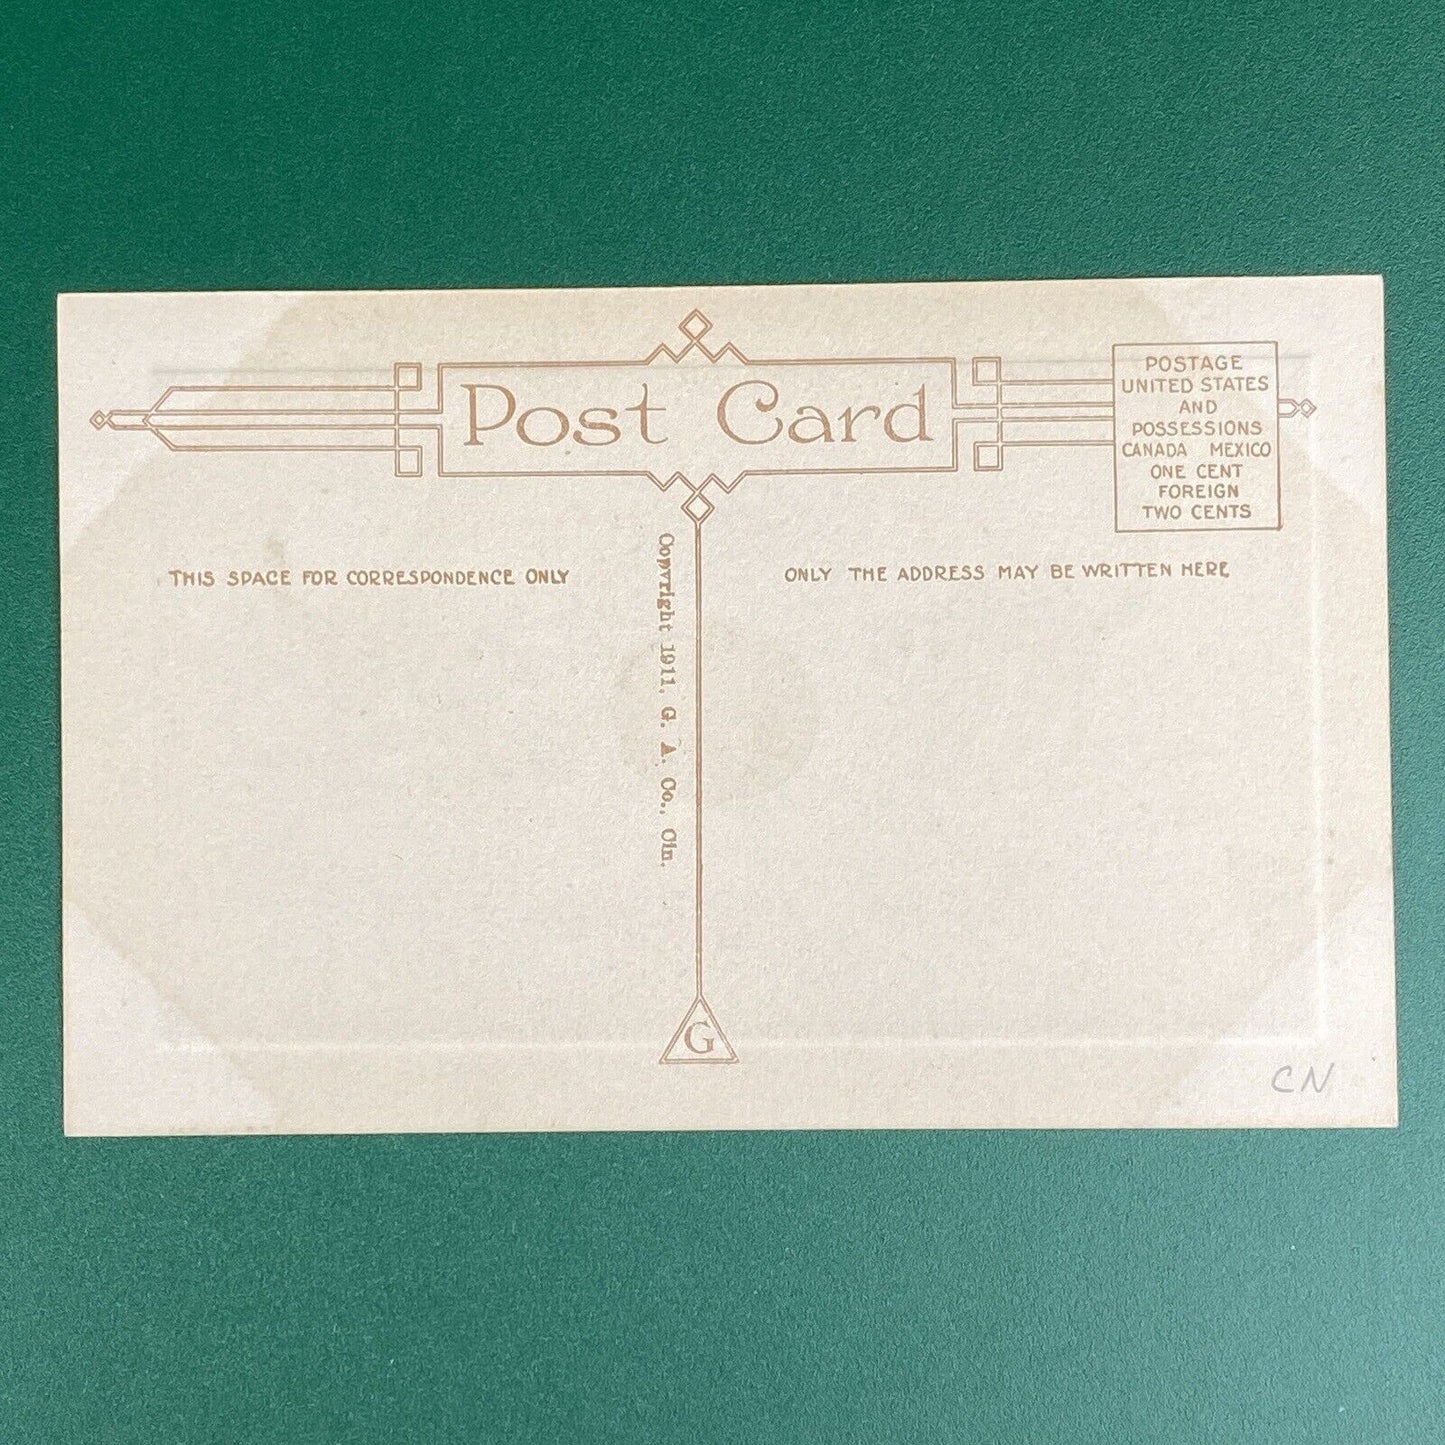 Post Card
POSTAGE
UNITED STATES
AND
POSSESSIONS
CANADA MEXICO
ONE CENT
FOREIGN
TWO CENTS
THIS SPACE FOR CORRESPONDENCE ONLY
ONLY THE ADDRESS MAY BE WRITTEN HERE
Copyright 1911, G. A. Co., Cin.
G
CN